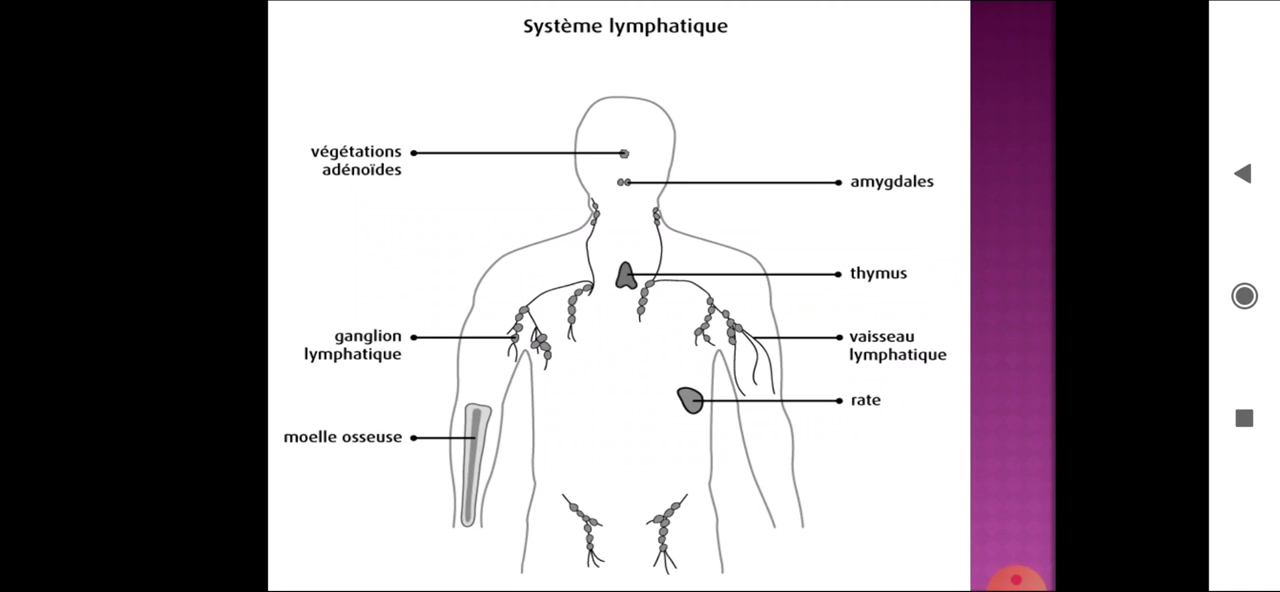 Système lymphatique
végétations
adénoïdes
amygdales
thymus
ganglion
lymphatique
vaisseau
lymphatique
rate
moelle osseuse